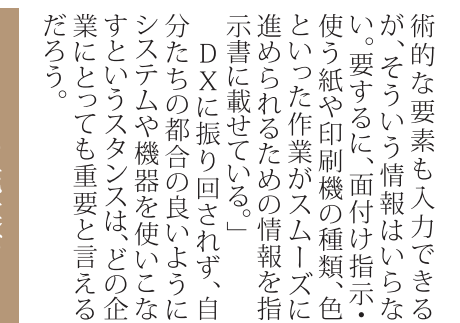 術的な要素も入力できる
が、そういう情報はいらな
い。要するに、面付け指示・
使う紙や印刷機の種類、色
といった作業がスムーズに
進められるための情報を指
示書に載せている。」
　DXに振り回されず、自
分たちの都合の良いように
システムや機器を使いこな
すというスタンスは、どの企
業にとっても重要と言える
だろう。